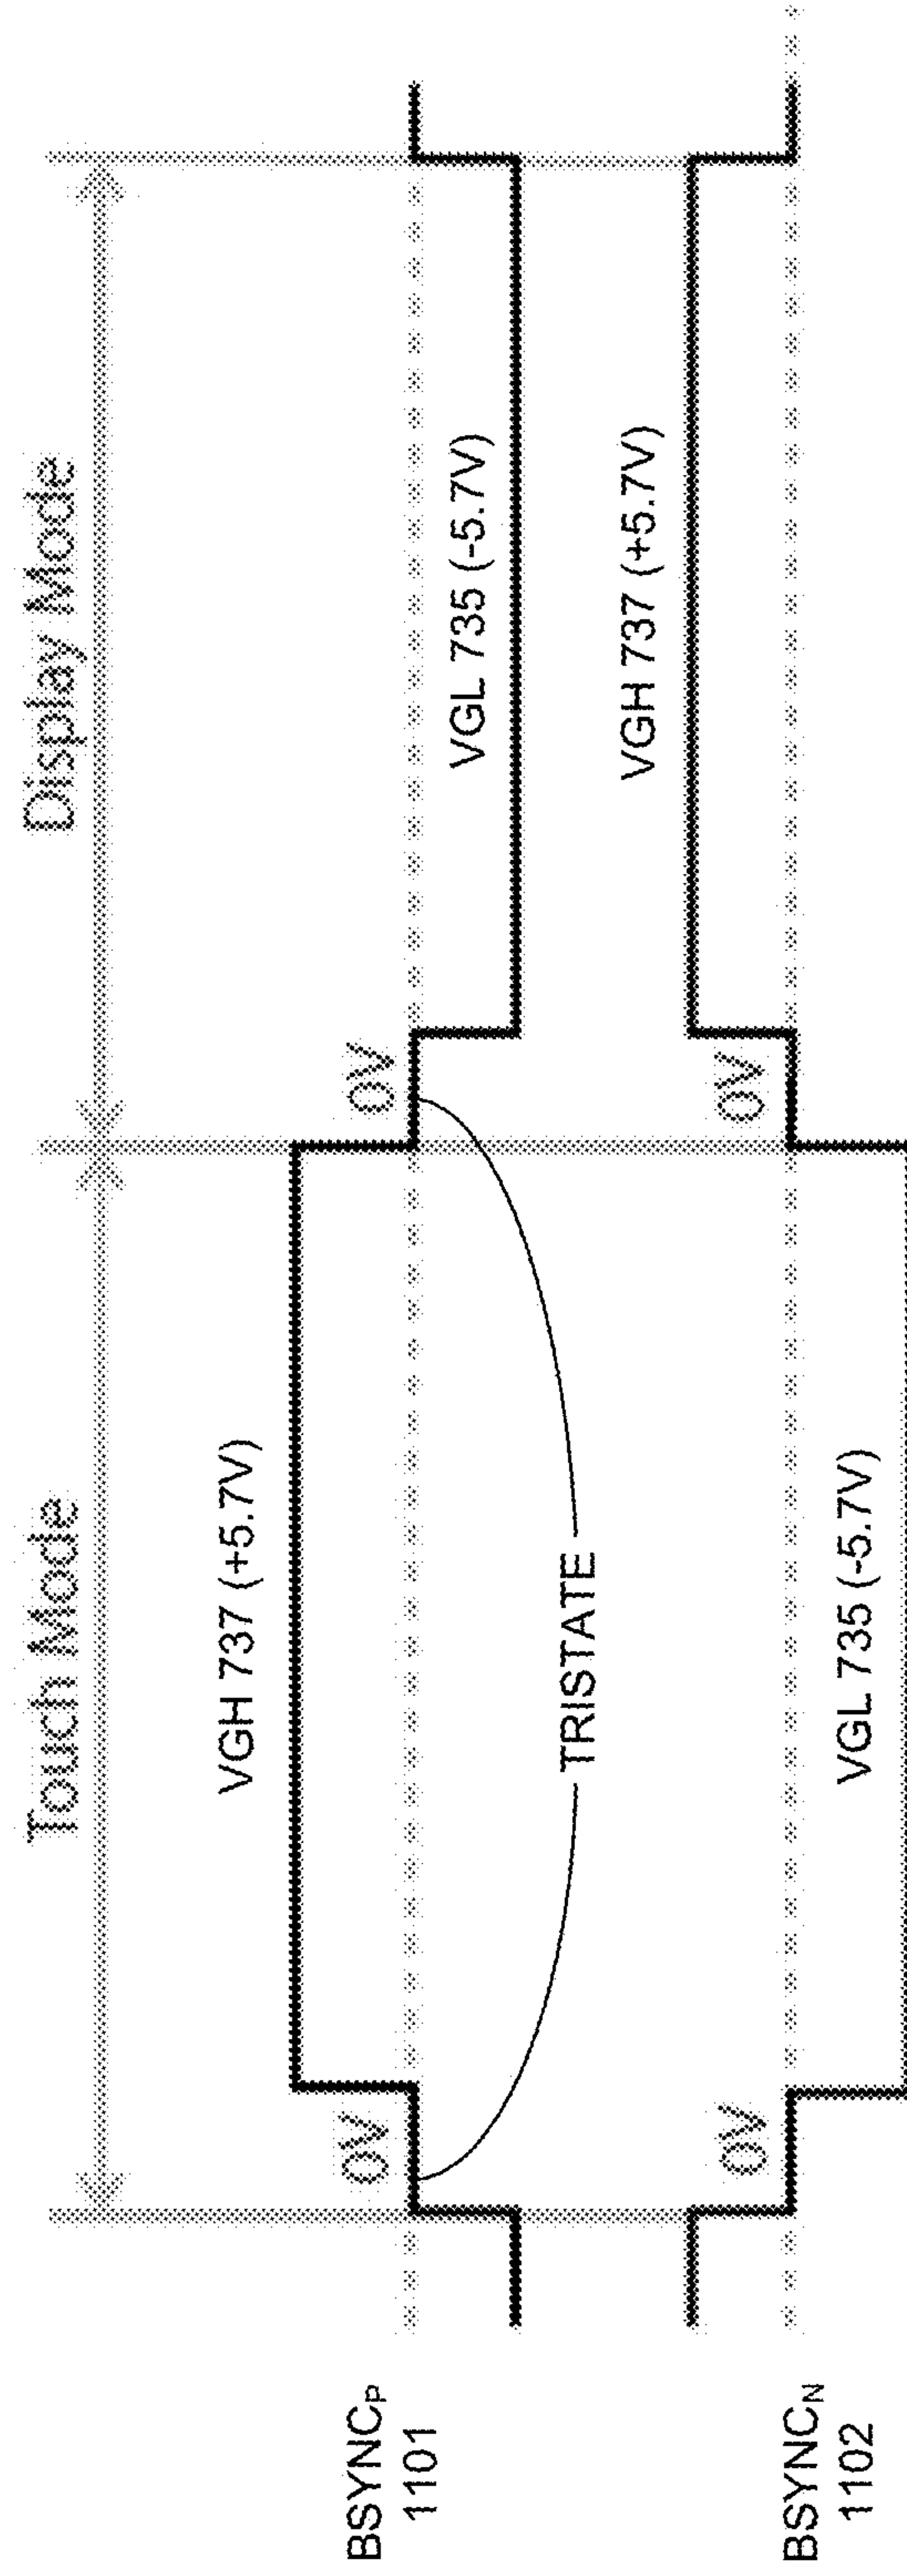 Touch Mode
Display Mode
VGH 737 (+5.7V)
BSYNCP
1101
0V
0V
VGL 735 (-5.7V)
TRISTATE
VGH 737 (+5.7V)
BSYNCN
1102
0V
0V
VGL 735 (-5.7V)